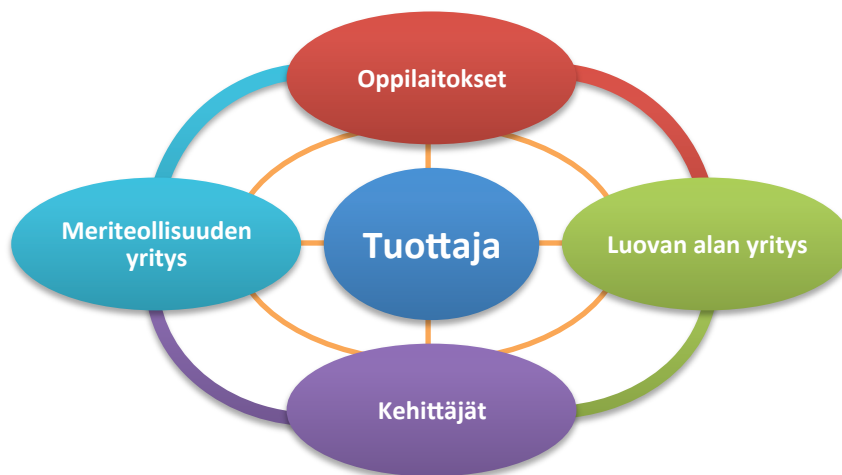 Oppilaitokset
Meriteollisuuden
yritys
Tuottaja
Luovan alan yritys
Kehittäjät